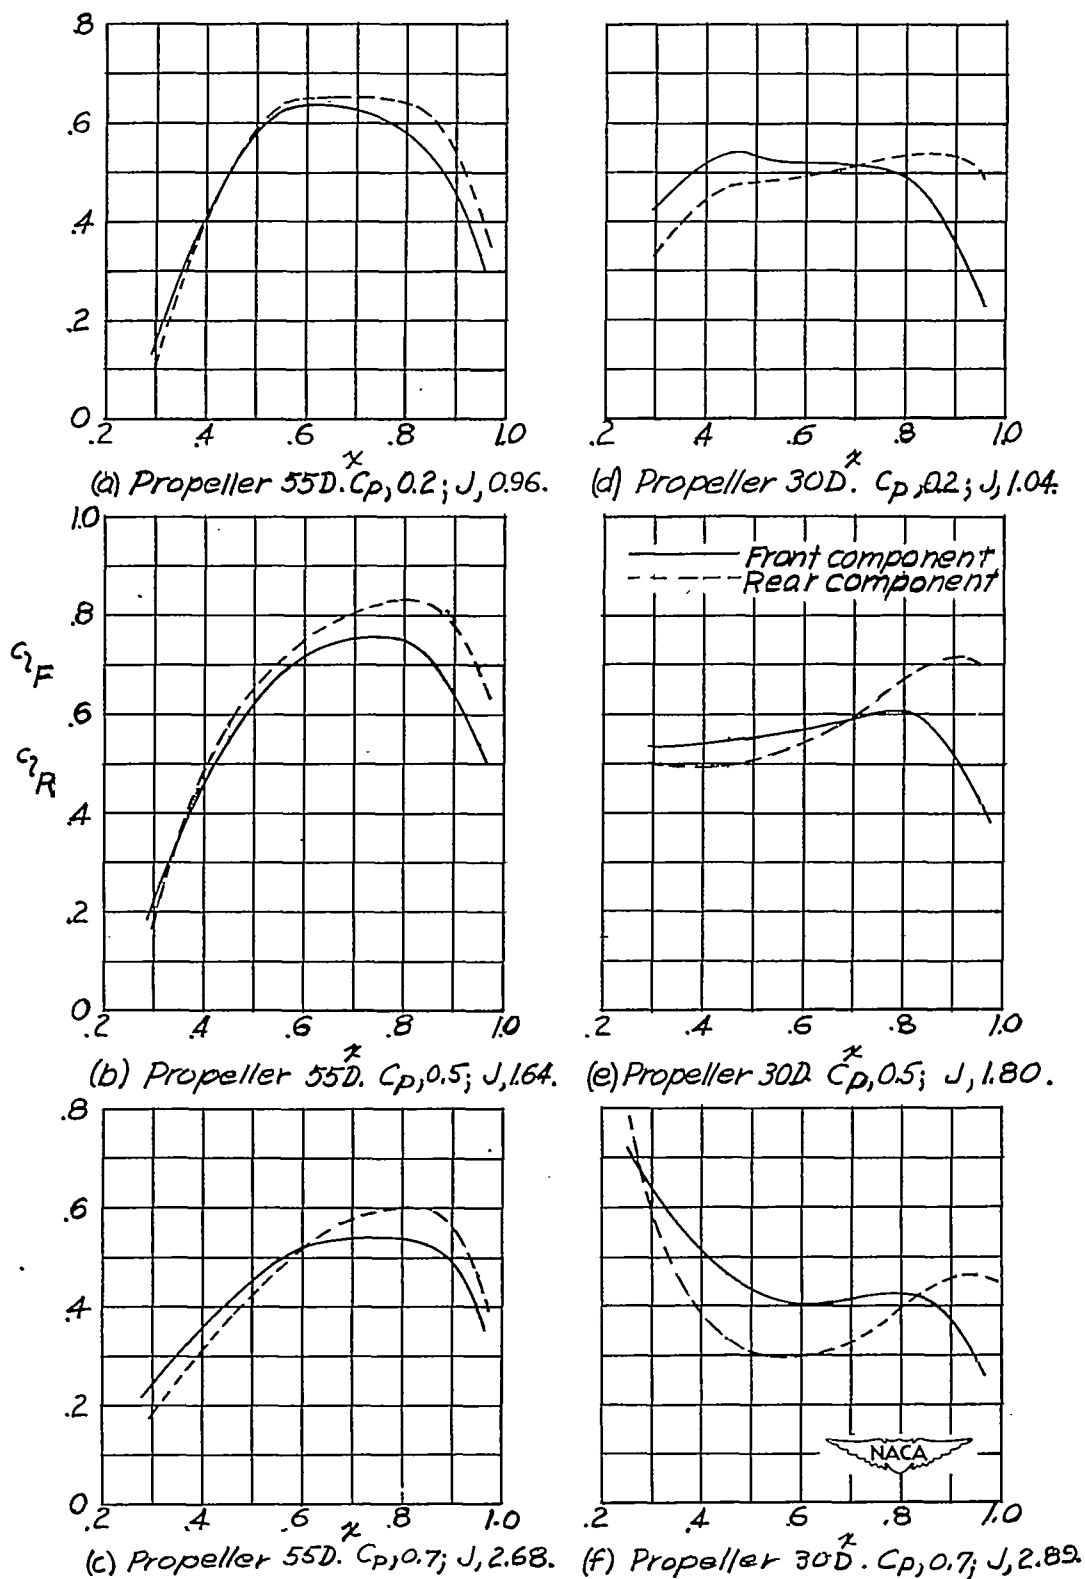 .8
.6
.4
.2
0
.2 .4 .6 .8 1.0
x
(a) Propeller 55D. Cp, 0.2; J, 0.96.
.2 .4 .6 .8 1.0
x
(d) Propeller 30D. Cp, 0.2; J, 1.04.
1.0
.8
.6
.4
.2
0
clF
clR
.2 .4 .6 .8 1.0
x
(b) Propeller 55D. Cp, 0.5; J, 1.64.
Front component
Rear component
.2 .4 .6 .8 1.0
x
(e) Propeller 30D. Cp, 0.5; J, 1.80.
.8
.6
.4
.2
0
.2 .4 .6 .8 1.0
x
(c) Propeller 55D. Cp, 0.7; J, 2.68.
NACA
.2 .4 .6 .8 1.0
x
(f) Propeller 30D. Cp, 0.7; J, 2.89.